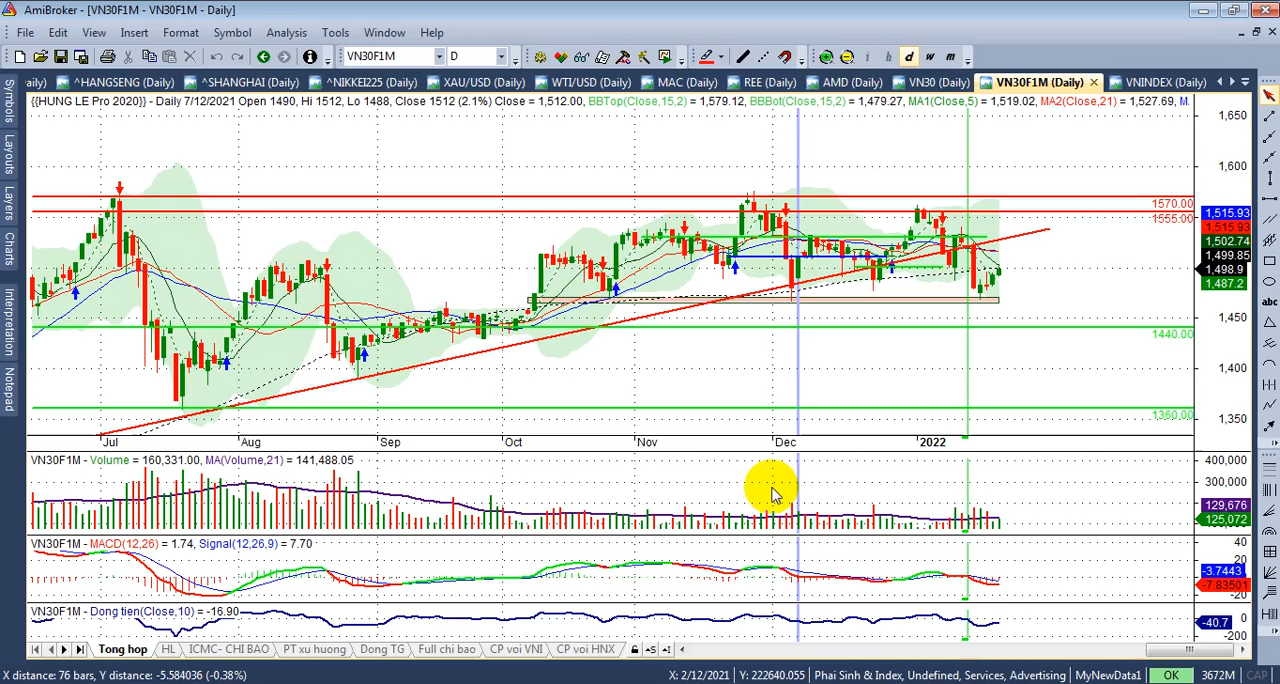 AmiBroker - [VN30F1M - VN30F1M - Daily]
File Edit View Insert Format Symbol Analysis Tools Window Help
VN30F1M D i h d w m
aily) ^HANGSENG (Daily) ^SHANGHAI (Daily) ^NIKKEI225 (Daily) XAU/USD (Daily) WTI/USD (Daily) MAC (Daily) REE (Daily) AMD (Daily) VN30 (Daily) VN30F1M (Daily) VNINDEX (Daily)
Symbols
Layouts
Layers
Charts
Interpretation
Notepad
{{HUNG LE Pro 2020}} - Daily 7/12/2021 Open 1490, Hi 1512, Lo 1488, Close 1512 (2.1%) Close = 1,512.00, BBTop(Close,15,2) = 1,579.12, BBBot(Close,15,2) = 1,479.27, MA1(Close,5) = 1,519.02, MA2(Close,21) = 1,527.69, M.
1,650
1,600
1570.00
1555.00
1,515.93
1,515.93
1,502.74
1,499.85
1,498.9
1,487.2
1,450
1440.00
1,400
1360.00
1,350
Jul Aug Sep Oct Nov Dec 2022
VN30F1M - Volume = 160,331.00, MA(Volume,21) = 141,488.05
400,000
300,000
129,676
125,072
VN30F1M - MACD(12,26) = 1.74, Signal(12,26,9) = 7.70
40
20
-3.7443
-7.83501
-20
VN30F1M - Dong tien(Close,10) = -16.90
0
-40.7
-200
Tong hop HL ICMC- CHI BAO PT xu huong Dong TG Full chi bao CP voi VNI CP voi HNX
abc
X distance: 76 bars, Y distance: -5.584036 (-0.38%) X: 2/12/2021 Y: 222640.055 Phai Sinh & Index, Undefined, Services, Advertising MyNewData1 OK 3672M CAP